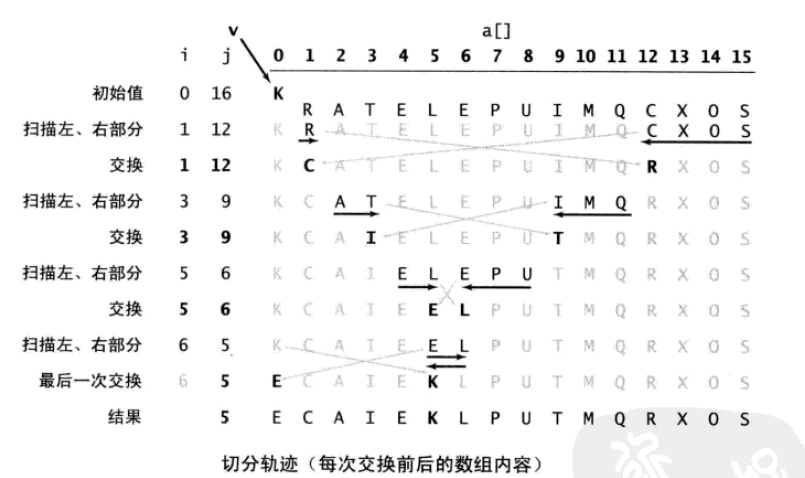 v a[]
i j 0 1 2 3 4 5 6 7 8 9 10 11 12 13 14 15
初始值 0 16 K R A T E L E P U I M Q C X O S
扫描左、右部分 1 12 K R A T E L E P U I M Q C X O S
交换 1 12 K C A T E L E P U I M Q R X O S
扫描左、右部分 3 9 K C A T E L E P U I M Q R X O S
交换 3 9 K C A I E L E P U T M Q R X O S
扫描左、右部分 5 6 K C A I E L E P U T M Q R X O S
交换 5 6 K C A I E E L P U T M Q R X O S
扫描左、右部分 6 5 K C A I E E L P U T M Q R X O S
最后一次交换 6 5 E C A I E K L P U T M Q R X O S
结果 5 E C A I E K L P U T M Q R X O S
切分轨迹（每次交换前后的数组内容）